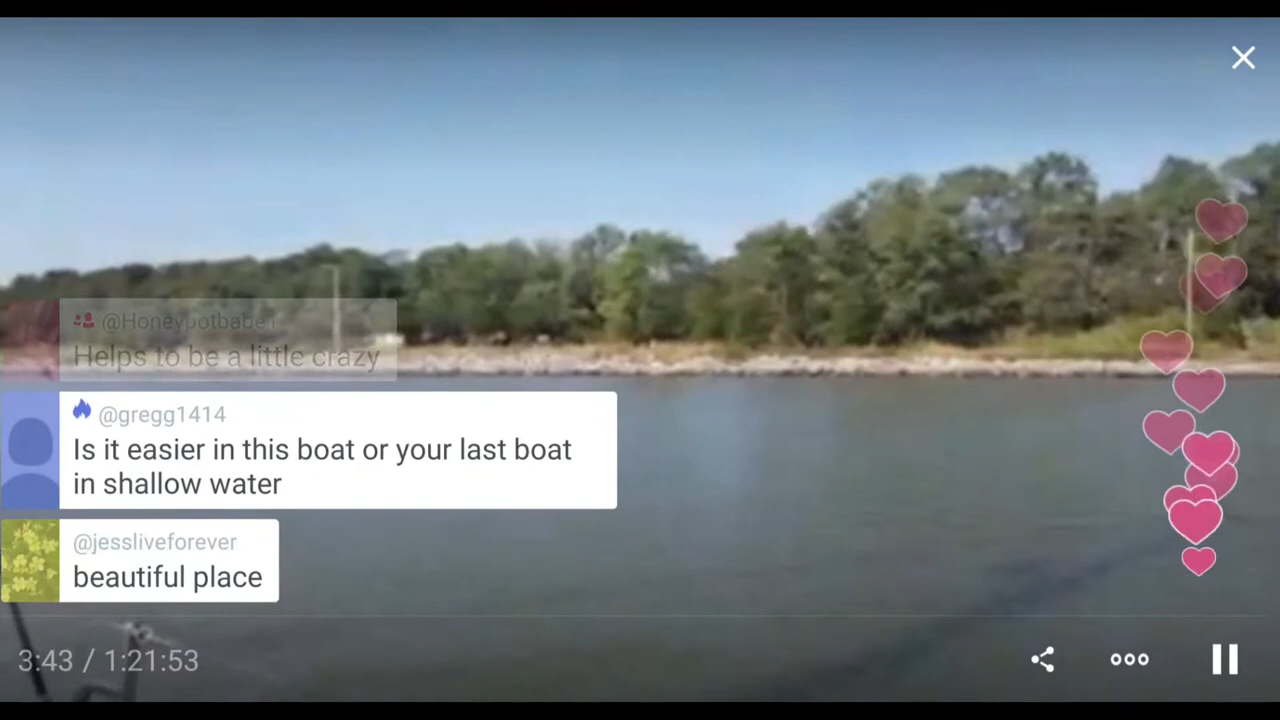 @Honeypotbabe1
Helps to be a little crazy
@gregg1414
Is it easier in this boat or your last boat
in shallow water
@jessliveforever
beautiful place
3:43 / 1:21:53